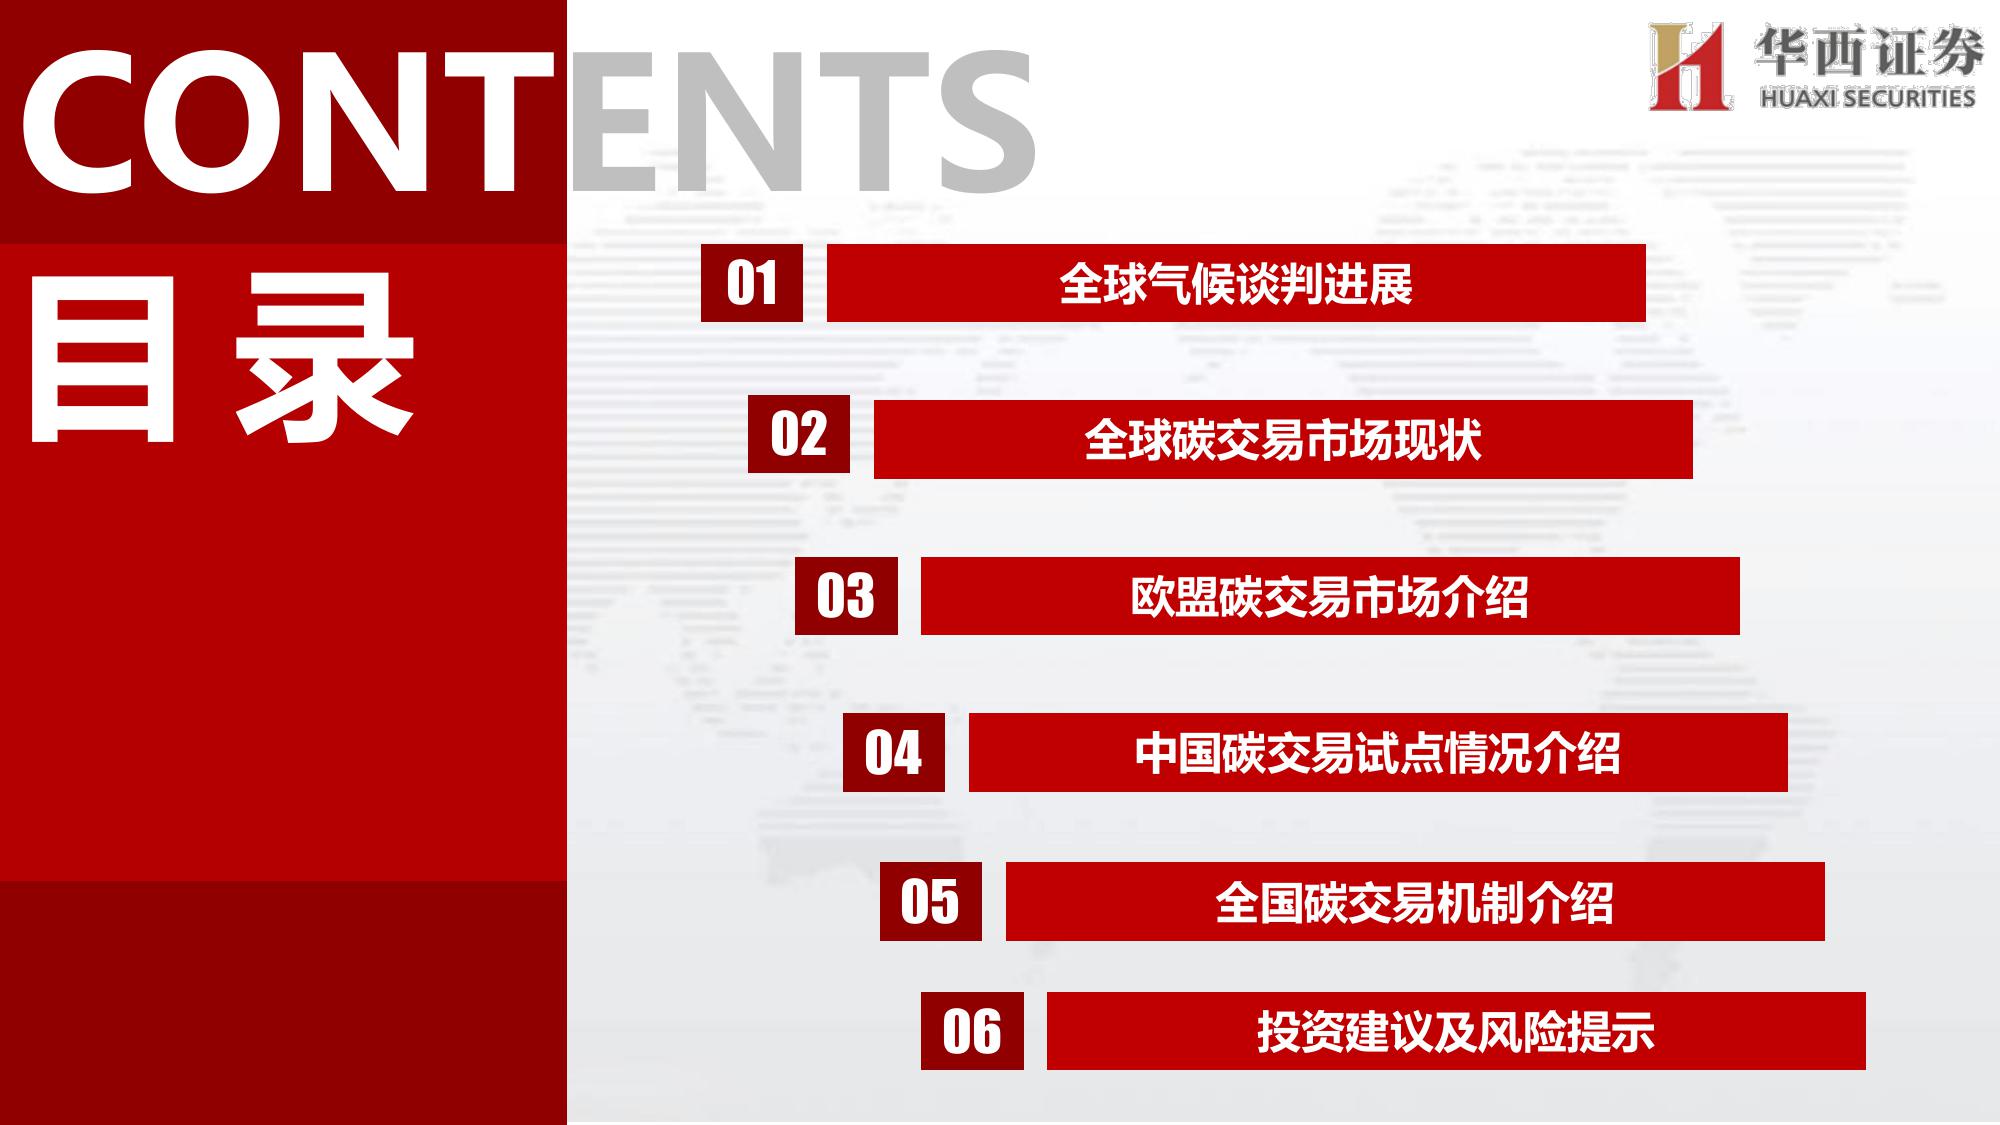 CONTENTS
华西证券
HUAXI SECURITIES
目录
01 全球气候谈判进展
02 全球碳交易市场现状
03 欧盟碳交易市场介绍
04 中国碳交易试点情况介绍
05 全国碳交易机制介绍
06 投资建议及风险提示